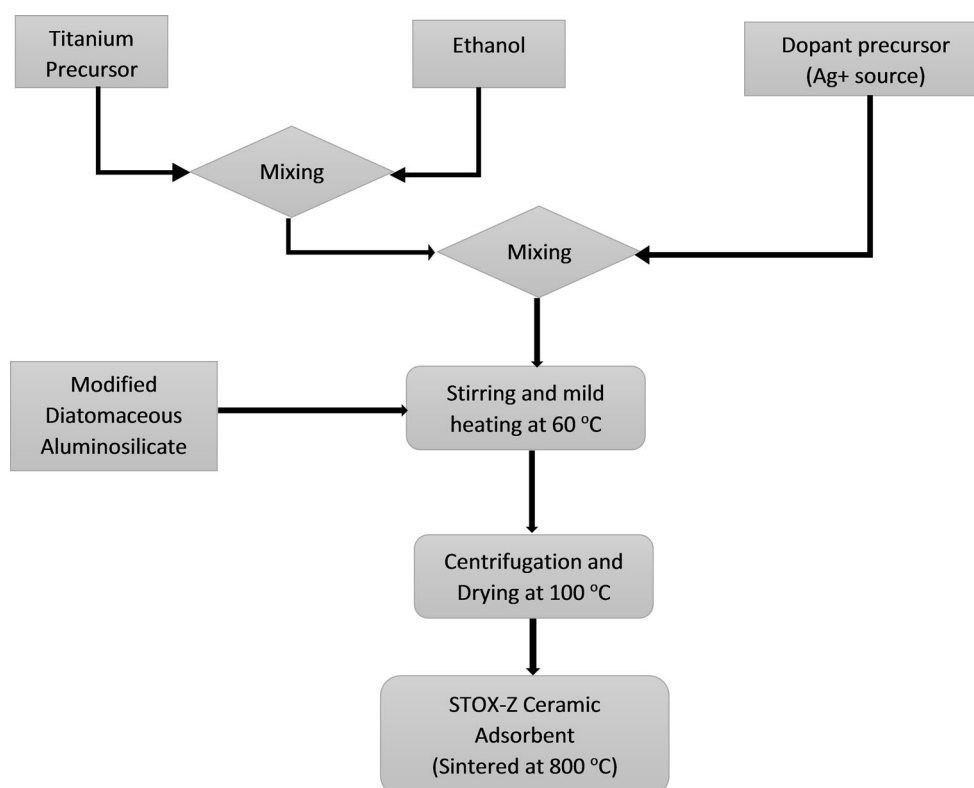 Titanium
Precursor
Ethanol
Dopant precursor
(Ag+ source)
Mixing
Mixing
Modified
Diatomaceous
Aluminosilicate
Stirring and mild
heating at 60 °C
Centrifugation and
Drying at 100 °C
STOX-Z Ceramic
Adsorbent
(Sintered at 800 °C)